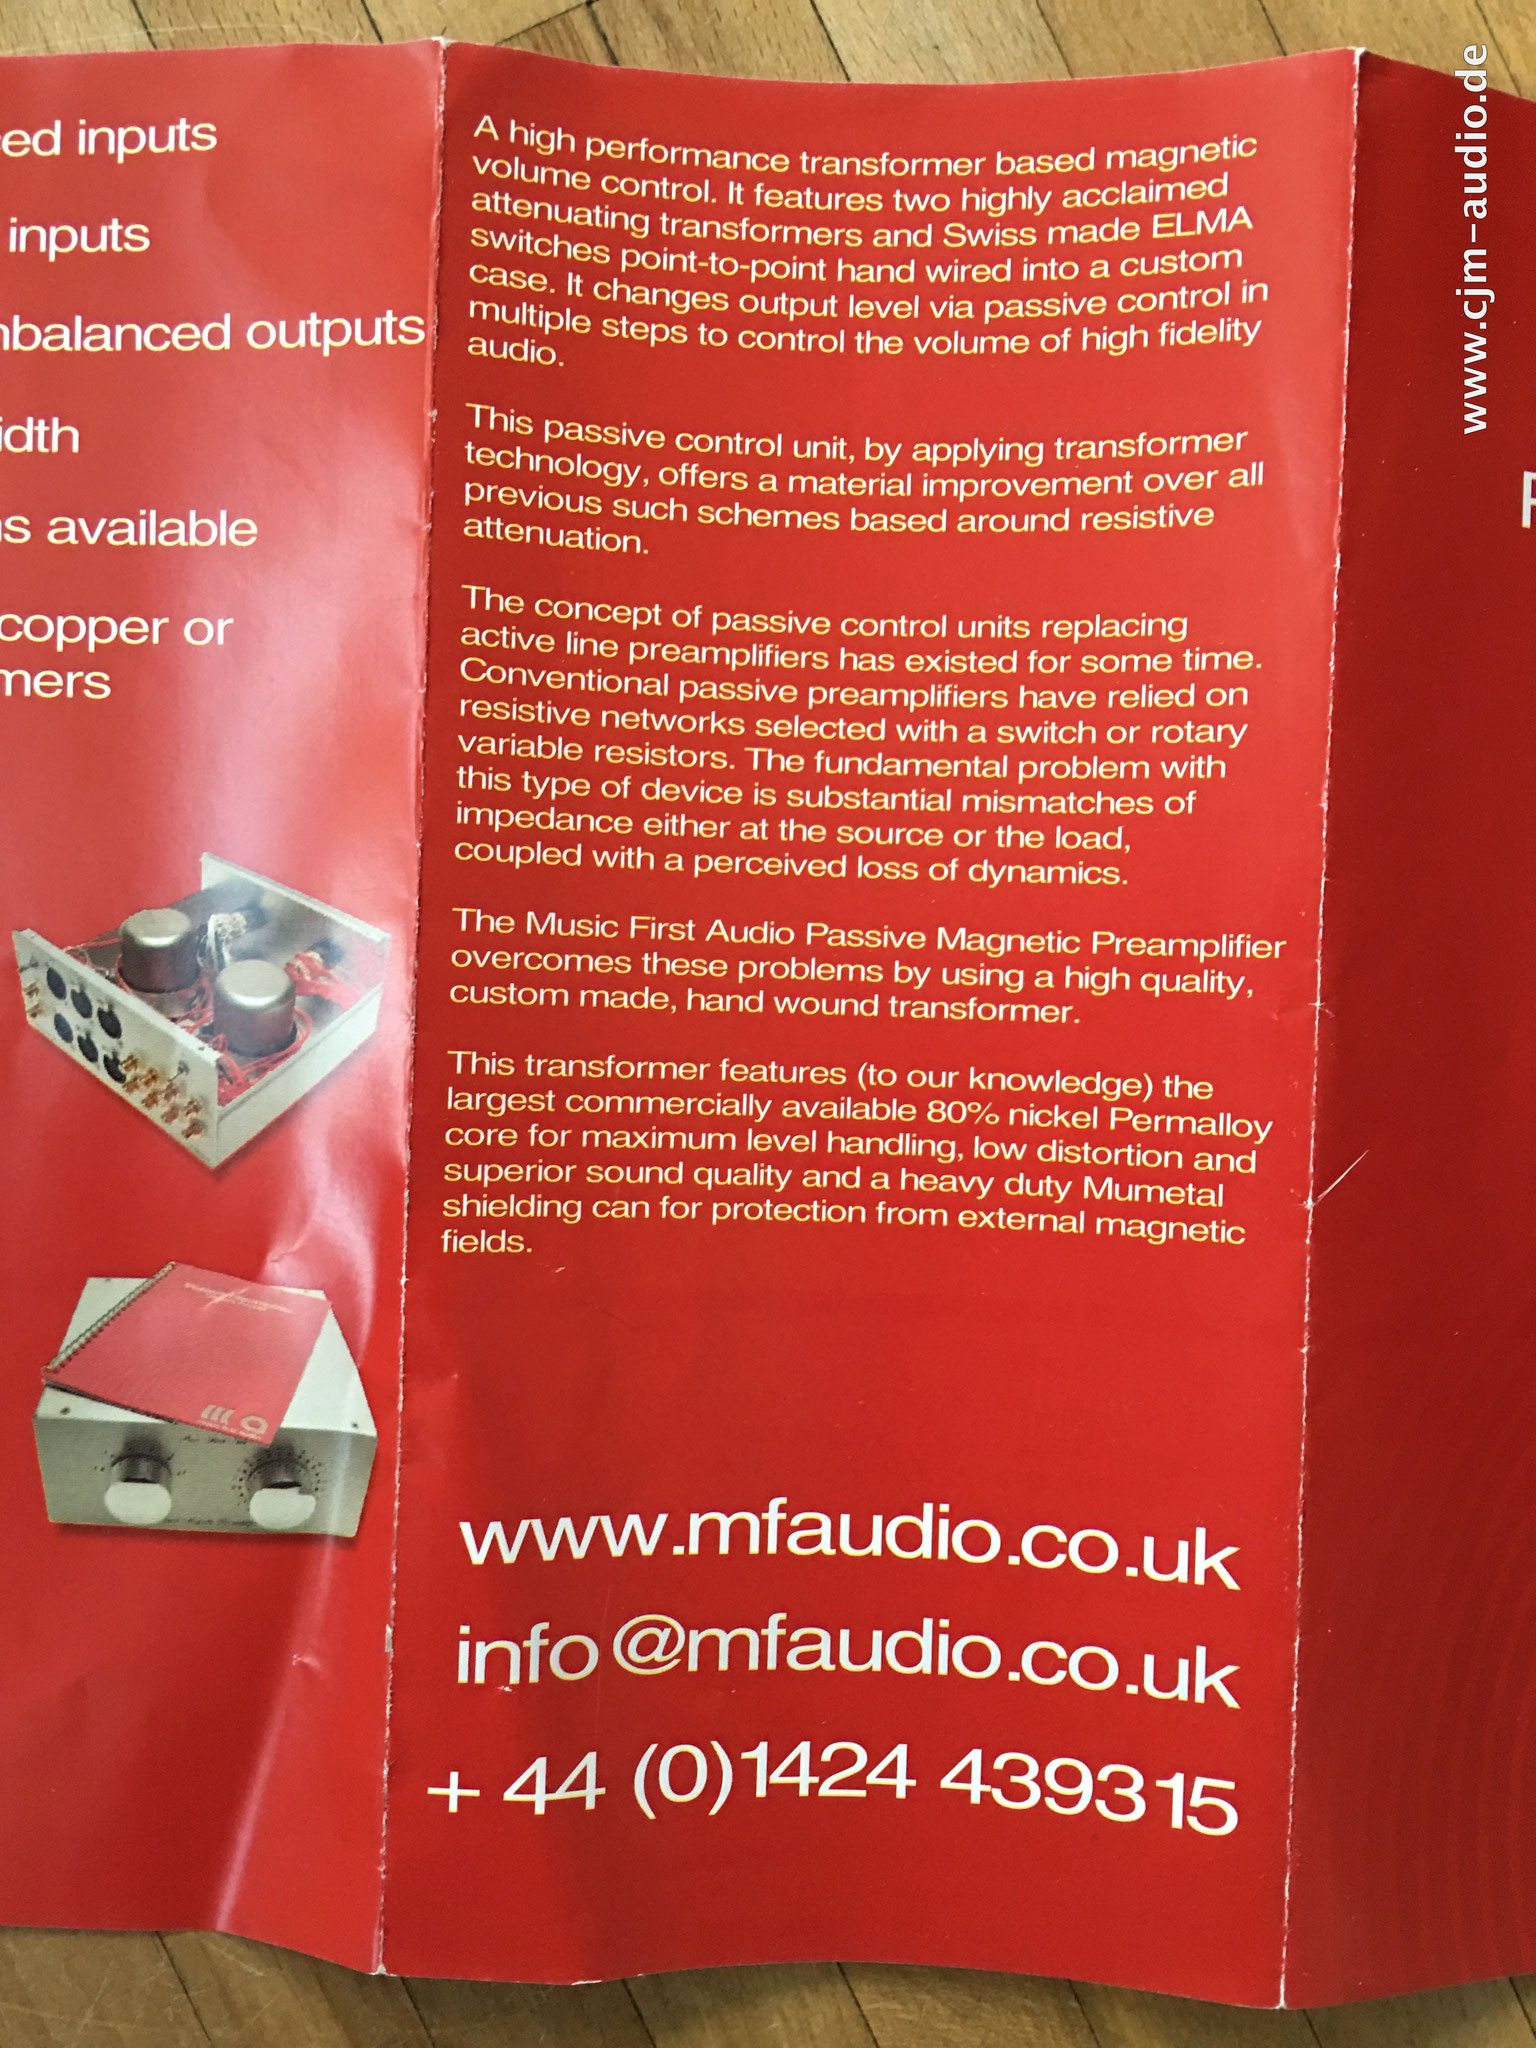 ed inputs
inputs
nbalanced outputs
idth
s available
copper or
mers
A high performance transformer based magnetic
volume control. It features two highly acclaimed
attenuating transformers and Swiss made ELMA
switches point-to-point hand wired into a custom
case. It changes output level via passive control in
multiple steps to control the volume of high fidelity
audio.
This passive control unit, by applying transformer
technology, offers a material improvement over all
previous such schemes based around resistive
attenuation.
The concept of passive control units replacing
active line preamplifiers has existed for some time.
Conventional passive preamplifiers have relied on
resistive networks selected with a switch or rotary
variable resistors. The fundamental problem with
this type of device is substantial mismatches of
impedance either at the source or the load,
coupled with a perceived loss of dynamics.
The Music First Audio Passive Magnetic Preamplifier
overcomes these problems by using a high quality,
custom made, hand wound transformer.
This transformer features (to our knowledge) the
largest commercially available 80% nickel Permalloy
core for maximum level handling, low distortion and
superior sound quality and a heavy duty Mumetal
shielding can for protection from external magnetic
fields.
www.mfaudio.co.uk
info@mfaudio.co.uk
+ 44 (0)1424 439315
www.cjm-audio.de